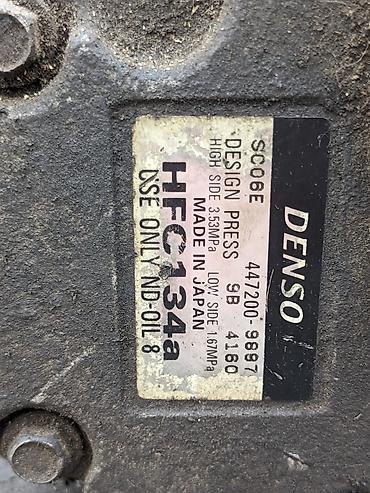 DENSO
SC06E 447200-9897
DESIGN PRESS 9B 4160
HIGH SIDE 3.53MPa LOW SIDE 1.67MPa
MADE IN JAPAN
HFC134a
USE ONLY ND-OIL 8